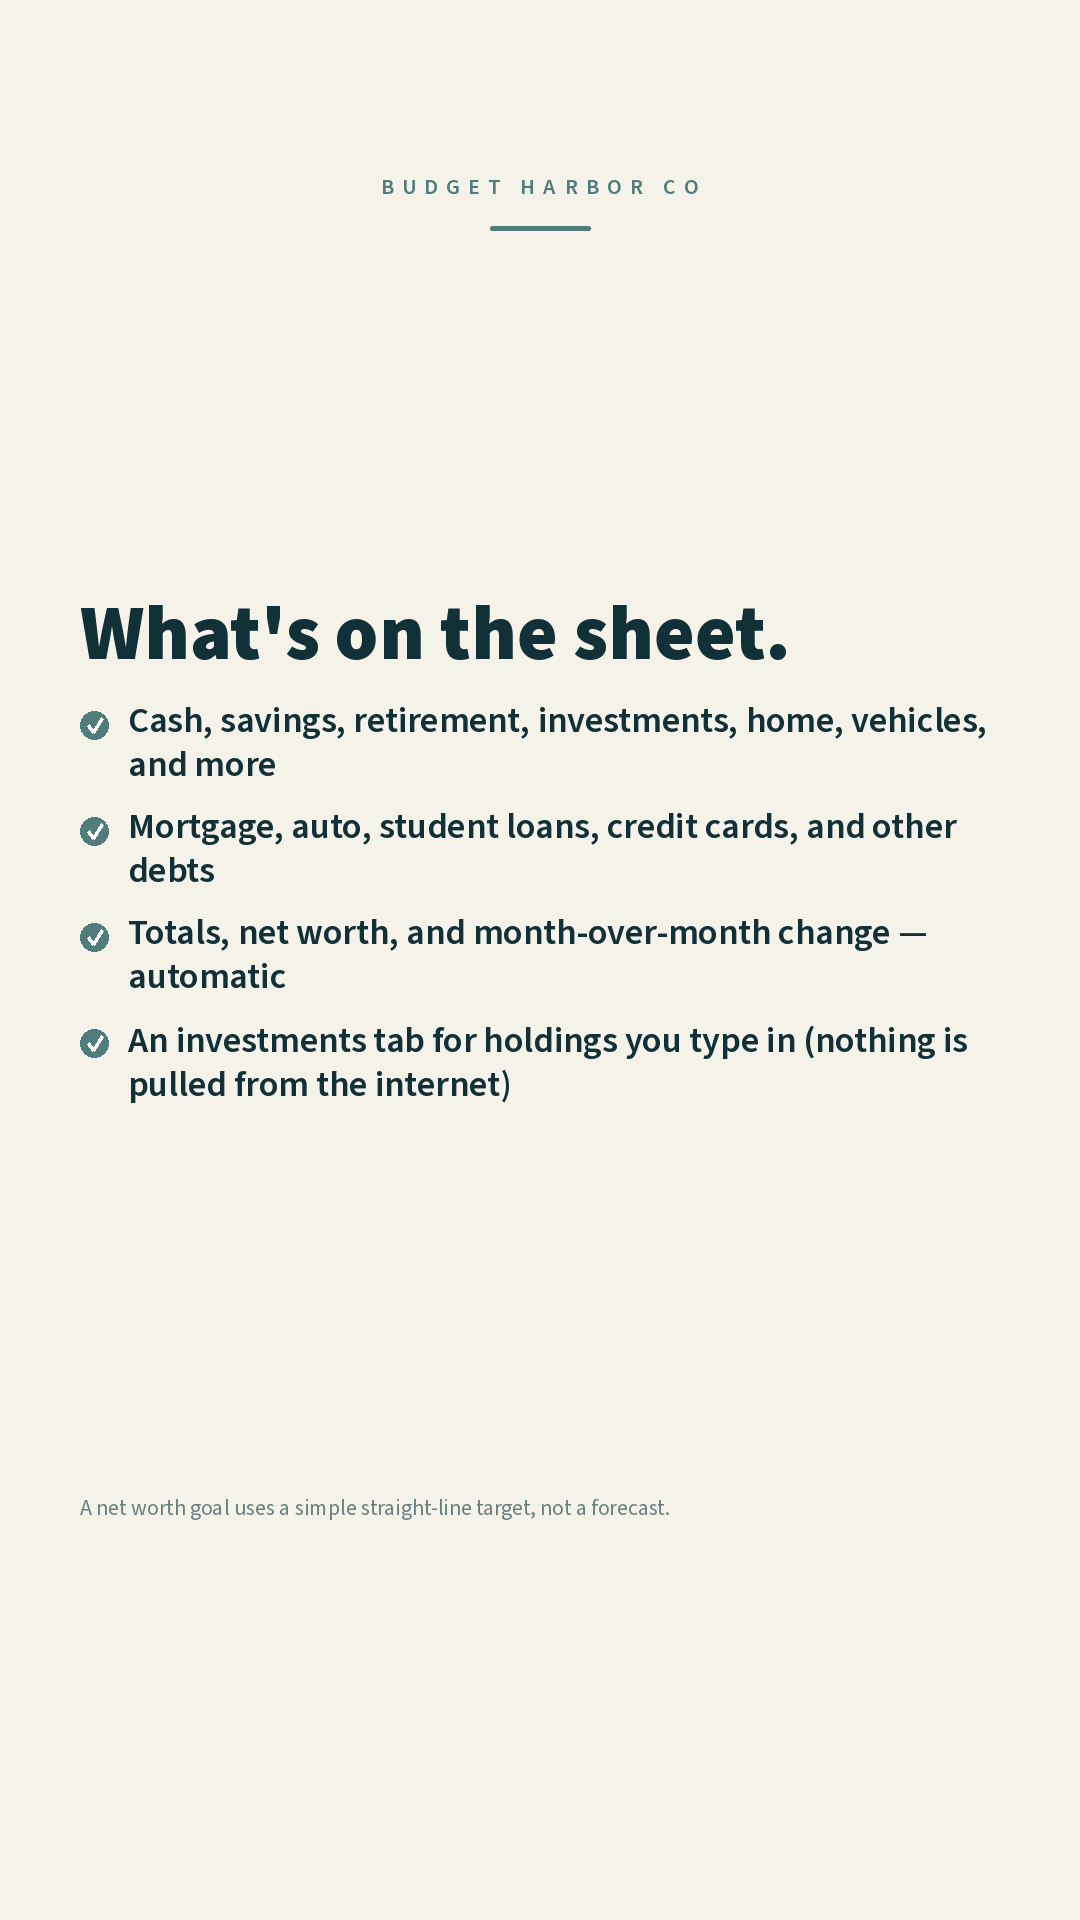 BUDGET HARBOR CO
What's on the sheet.
Cash, savings, retirement, investments, home, vehicles,
and more
Mortgage, auto, student loans, credit cards, and other
debts
Totals, net worth, and month-over-month change —
automatic
An investments tab for holdings you type in (nothing is
pulled from the internet)
A net worth goal uses a simple straight-line target, not a forecast.